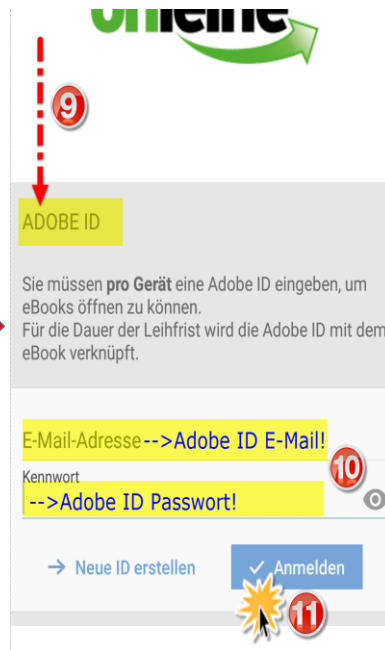 onleihe
9
ADOBE ID
Sie müssen pro Gerät eine Adobe ID eingeben, um
eBooks öffnen zu können.
Für die Dauer der Leihfrist wird die Adobe ID mit dem
eBook verknüpft.
E-Mail-Adresse-->Adobe ID E-Mail!
10
Kennwort
-->Adobe ID Passwort!
→ Neue ID erstellen
✓ Anmelden
11